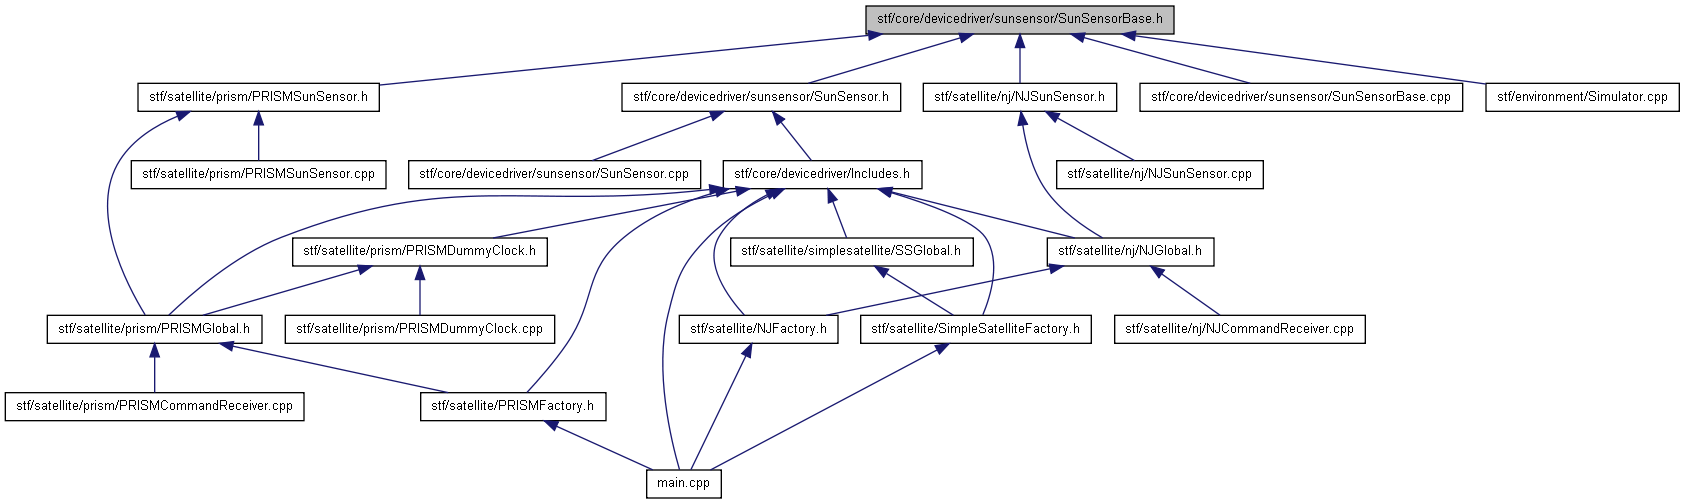 stf/core/devicedriver/sunsensor/SunSensorBase.h
stf/satellite/prism/PRISMSunSensor.h
stf/core/devicedriver/sunsensor/SunSensor.h
stf/satellite/nj/NJSunSensor.h
stf/core/devicedriver/sunsensor/SunSensorBase.cpp
stf/environment/Simulator.cpp
stf/satellite/prism/PRISMSunSensor.cpp
stf/core/devicedriver/sunsensor/SunSensor.cpp
stf/core/devicedriver/Includes.h
stf/satellite/nj/NJSunSensor.cpp
stf/satellite/prism/PRISMDummyClock.h
stf/satellite/simplesatellite/SSGlobal.h
stf/satellite/nj/NJGlobal.h
stf/satellite/prism/PRISMGlobal.h
stf/satellite/prism/PRISMDummyClock.cpp
stf/satellite/NJFactory.h
stf/satellite/SimpleSatelliteFactory.h
stf/satellite/nj/NJCommandReceiver.cpp
stf/satellite/prism/PRISMCommandReceiver.cpp
stf/satellite/PRISMFactory.h
main.cpp